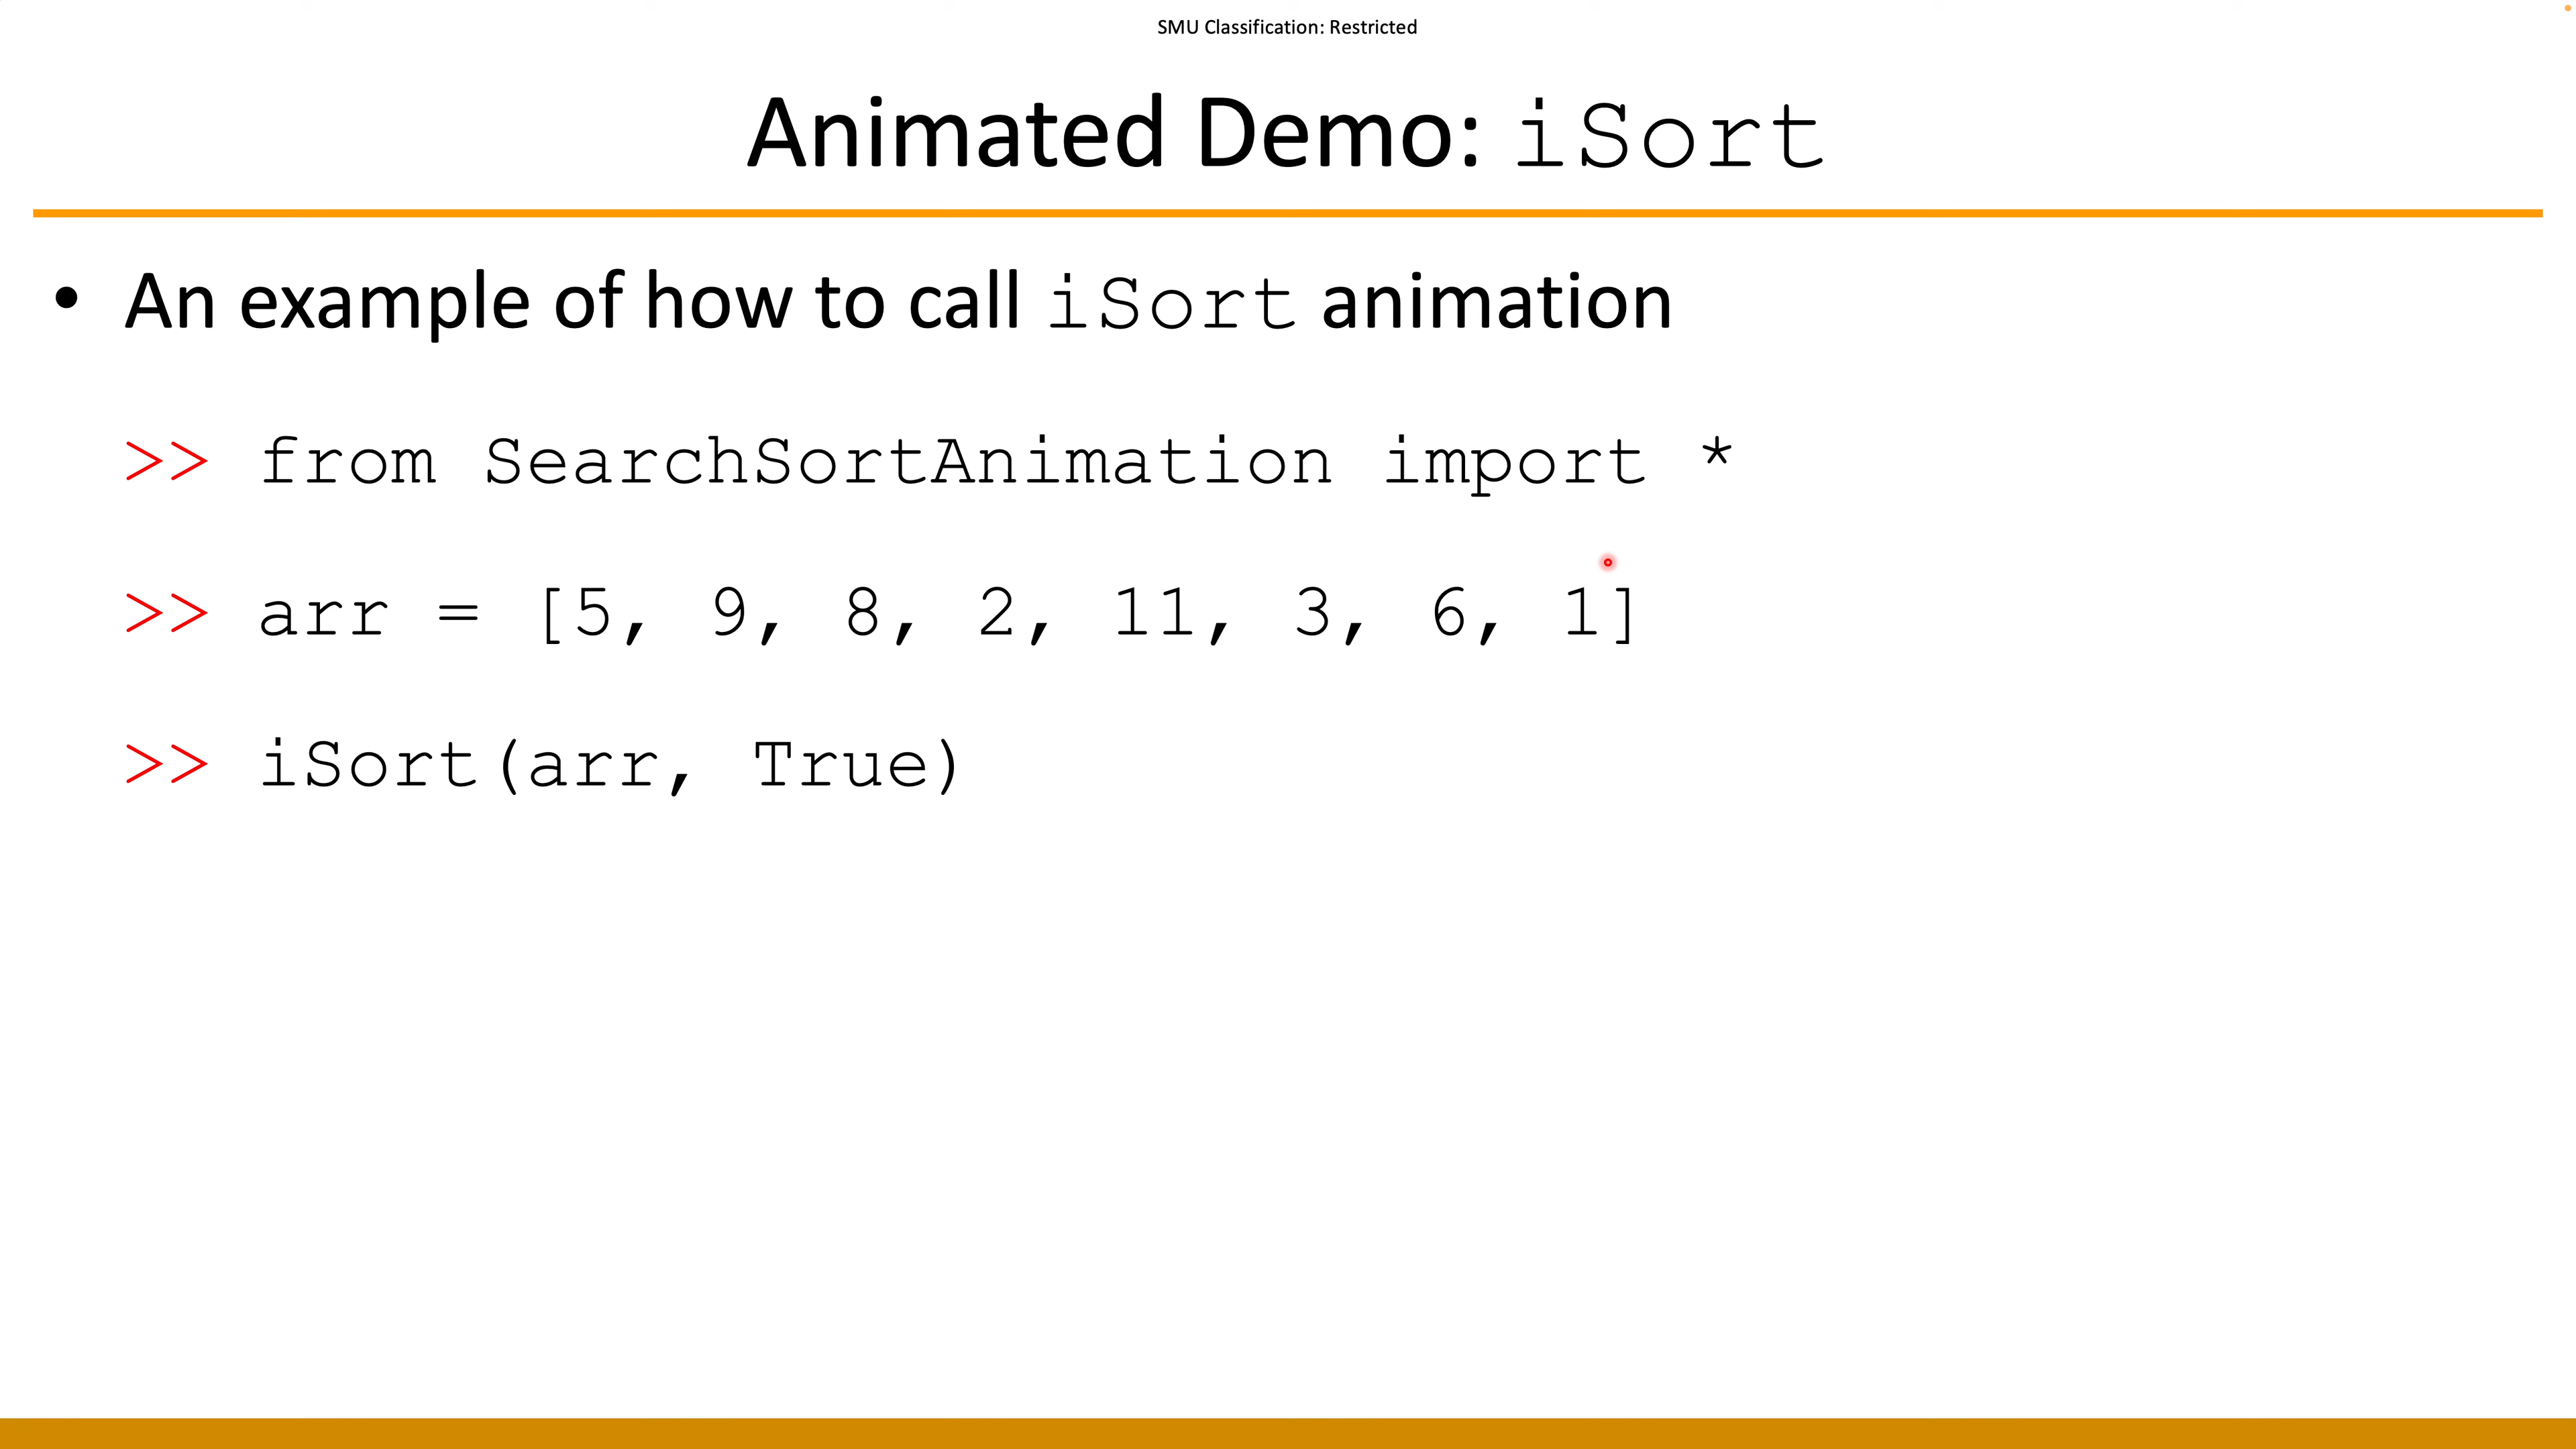 SMU Classification: Restricted
Animated Demo: iSort
• An example of how to call iSort animation
>> from SearchSortAnimation import *
>> arr = [5, 9, 8, 2, 11, 3, 6, 1]
>> iSort(arr, True)